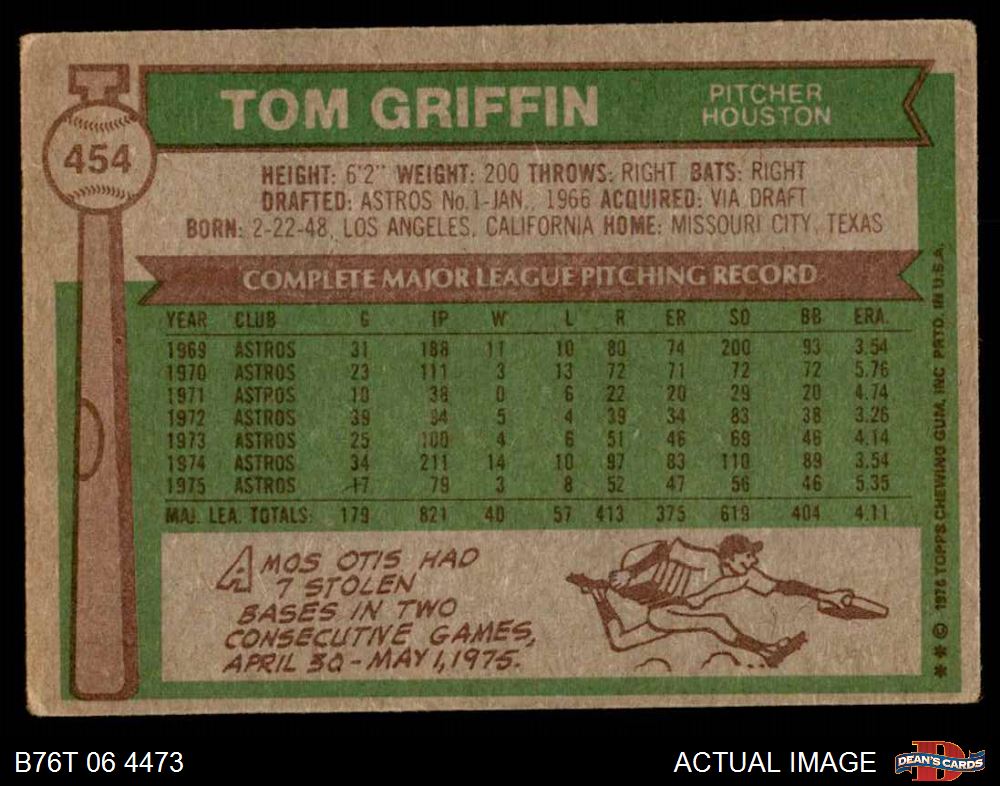 454
TOM GRIFFIN
PITCHER
HOUSTON
HEIGHT: 6'2" WEIGHT: 200 THROWS: RIGHT BATS: RIGHT
DRAFTED: ASTROS No. 1-JAN., 1966 ACQUIRED: VIA DRAFT
BORN: 2-22-48, LOS ANGELES, CALIFORNIA HOME: MISSOURI CITY, TEXAS
COMPLETE MAJOR LEAGUE PITCHING RECORD
YEAR CLUB G IP W L R ER SO BB ERA.
1969 ASTROS 31 188 11 10 80 74 200 93 3.54
1970 ASTROS 23 111 3 13 72 71 72 72 5.76
1971 ASTROS 10 38 0 6 22 20 29 20 4.74
1972 ASTROS 39 94 5 4 39 34 83 38 3.26
1973 ASTROS 25 100 4 6 51 46 69 46 4.14
1974 ASTROS 34 211 14 10 97 83 110 89 3.54
1975 ASTROS 17 79 3 8 52 47 56 46 5.35
MAJ. LEA. TOTALS: 179 821 40 57 413 375 619 404 4.11
AMOS OTIS HAD
7 STOLEN
BASES IN TWO
CONSECUTIVE GAMES,
APRIL 30 - MAY 1, 1975.
** © 1976 TOPPS CHEWING GUM, INC PRTD. IN U.S.A.
B76T 06 4473
ACTUAL IMAGE
D
DEAN'S CARDS